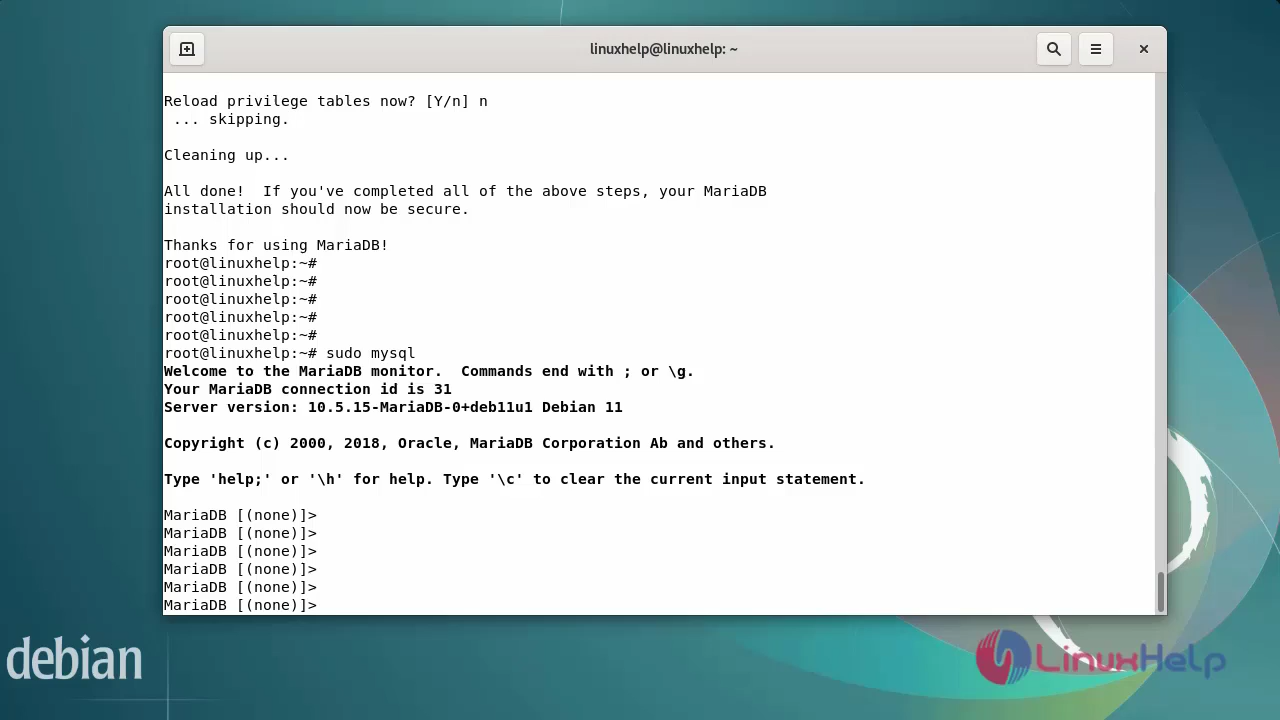 linuxhelp@linuxhelp: ~
Reload privilege tables now? [Y/n] n
 ... skipping.
Cleaning up...
All done!  If you've completed all of the above steps, your MariaDB
installation should now be secure.
Thanks for using MariaDB!
root@linuxhelp:~#
root@linuxhelp:~#
root@linuxhelp:~#
root@linuxhelp:~#
root@linuxhelp:~#
root@linuxhelp:~# sudo mysql
Welcome to the MariaDB monitor.  Commands end with ; or \g.
Your MariaDB connection id is 31
Server version: 10.5.15-MariaDB-0+deb11u1 Debian 11
Copyright (c) 2000, 2018, Oracle, MariaDB Corporation Ab and others.
Type 'help;' or '\h' for help. Type '\c' to clear the current input statement.
MariaDB [(none)]>
MariaDB [(none)]>
MariaDB [(none)]>
MariaDB [(none)]>
MariaDB [(none)]>
MariaDB [(none)]>
debian
LinuxHelp